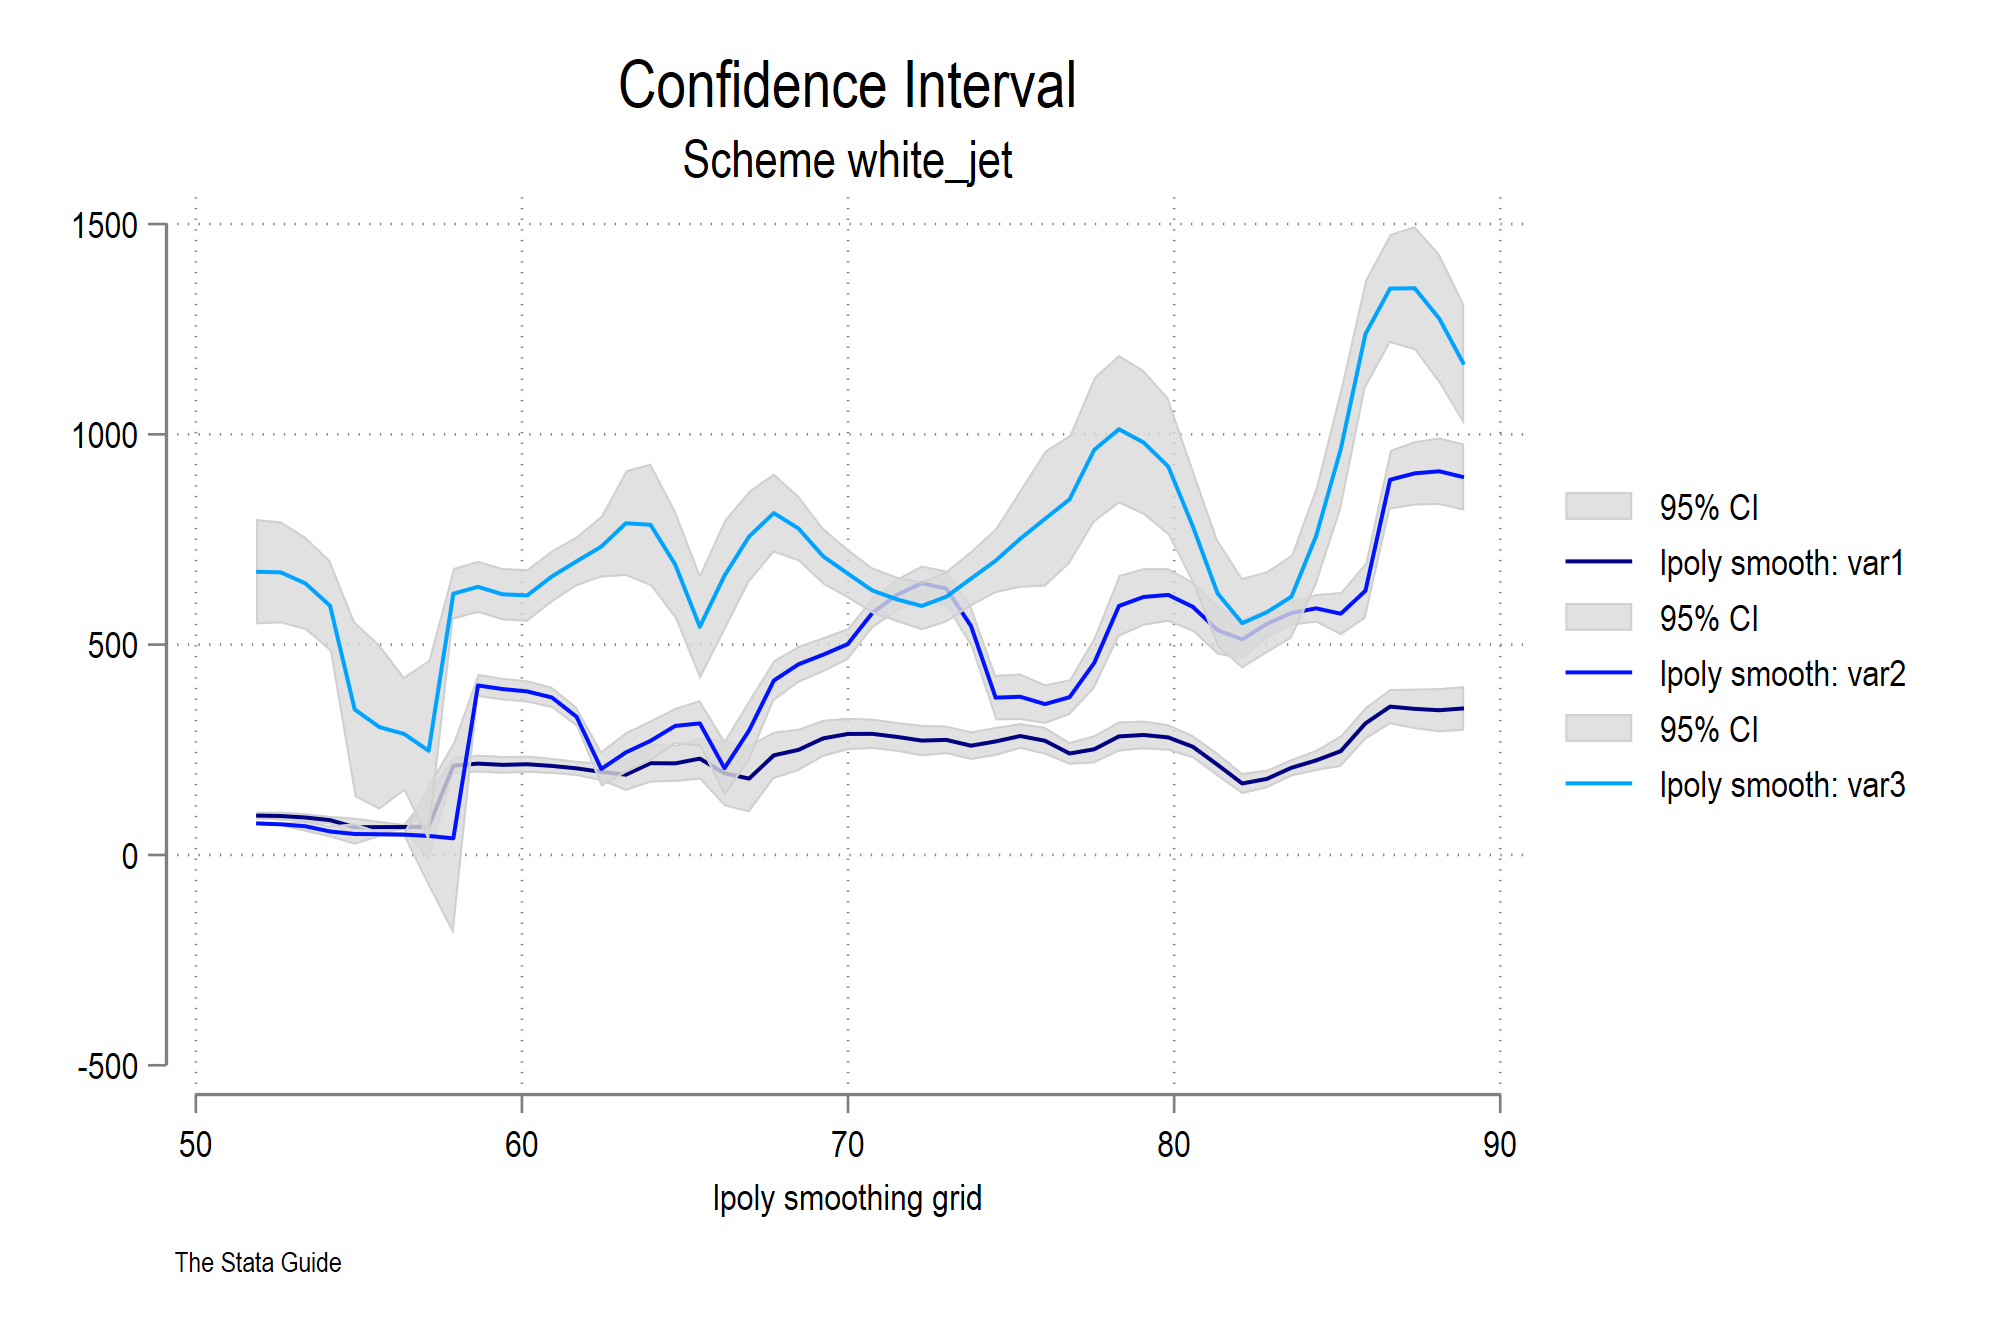 Confidence Interval
Scheme white_jet
1500
1000
500
0
-500
50 60 70 80 90
lpoly smoothing grid
95% CI
lpoly smooth: var1
95% CI
lpoly smooth: var2
95% CI
lpoly smooth: var3
The Stata Guide